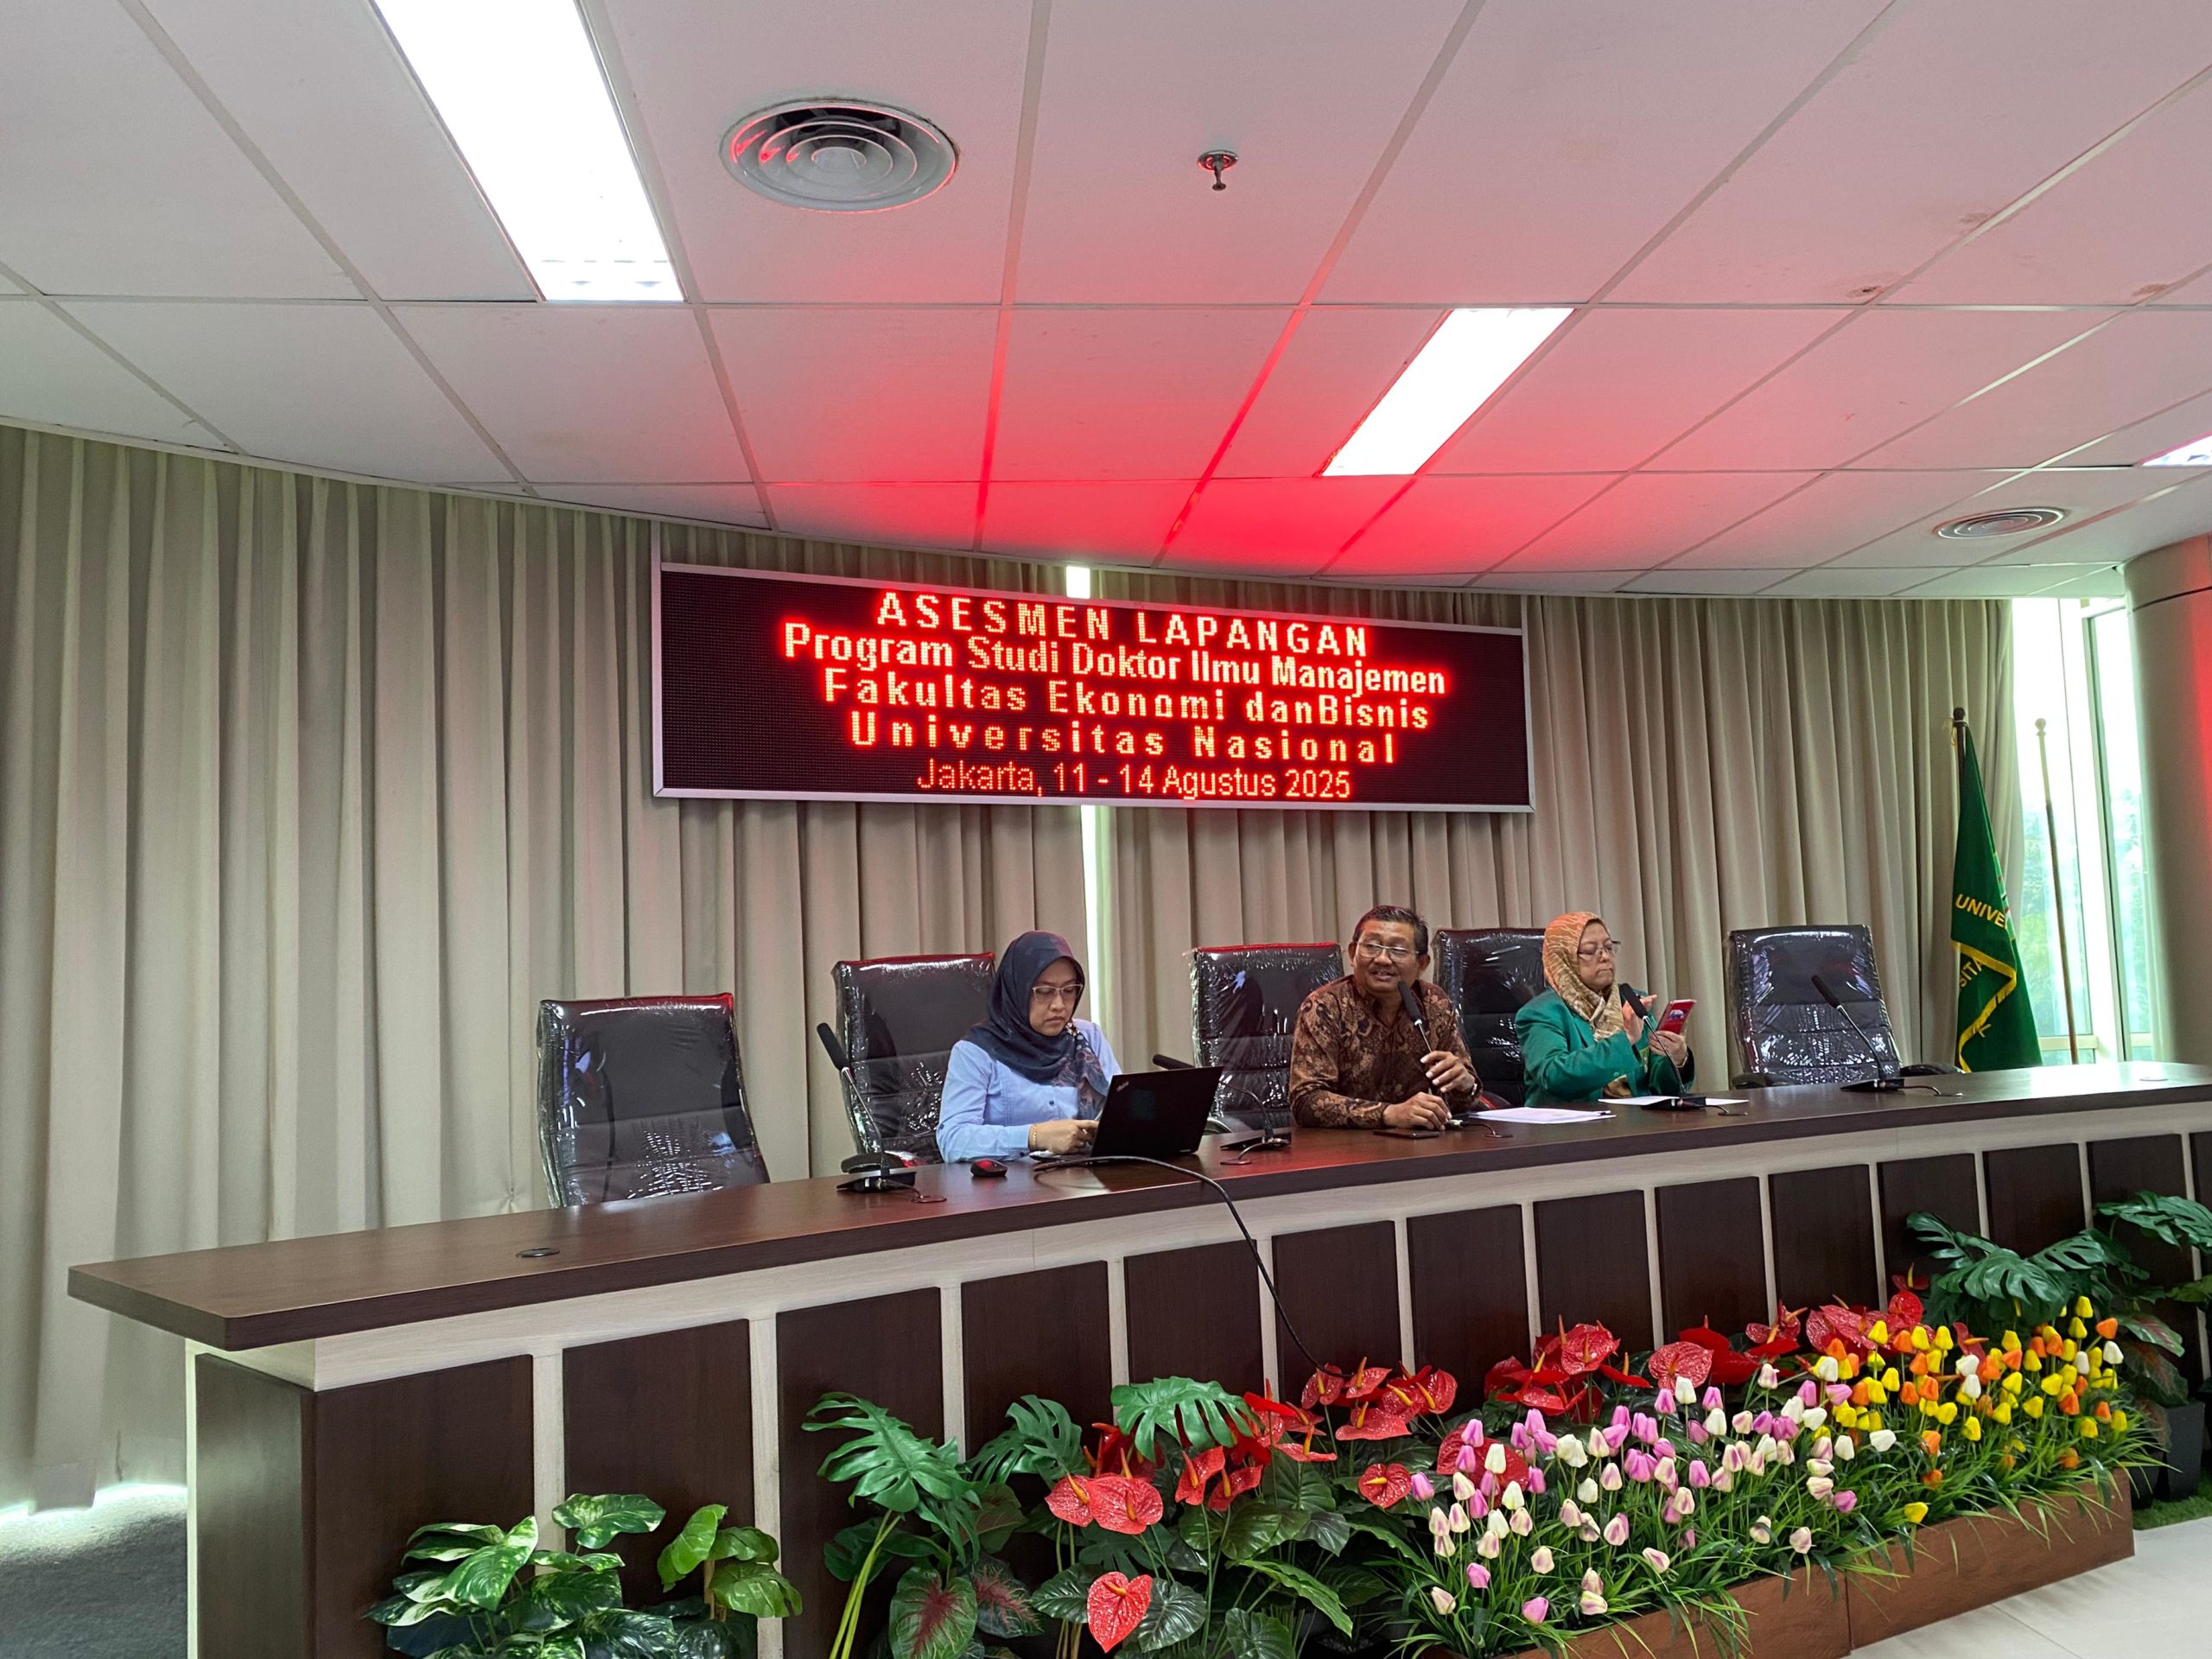 ASESMEN LAPANGAN
Program Studi Doktor Ilmu Manajemen
Fakultas Ekonomi danBisnis
Universitas Nasional
Jakarta, 11 - 14 Agustus 2025